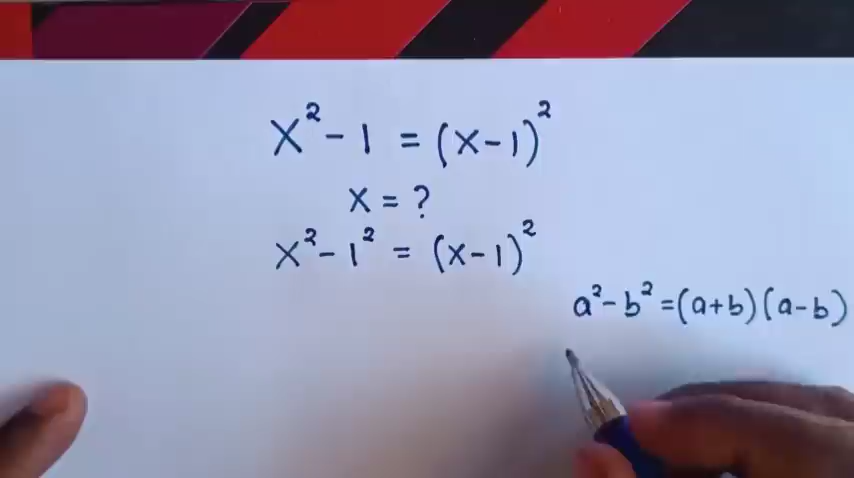 x² - 1 = (x-1)²
x = ?
x² - 1² = (x-1)²
a² - b² = (a+b)(a-b)